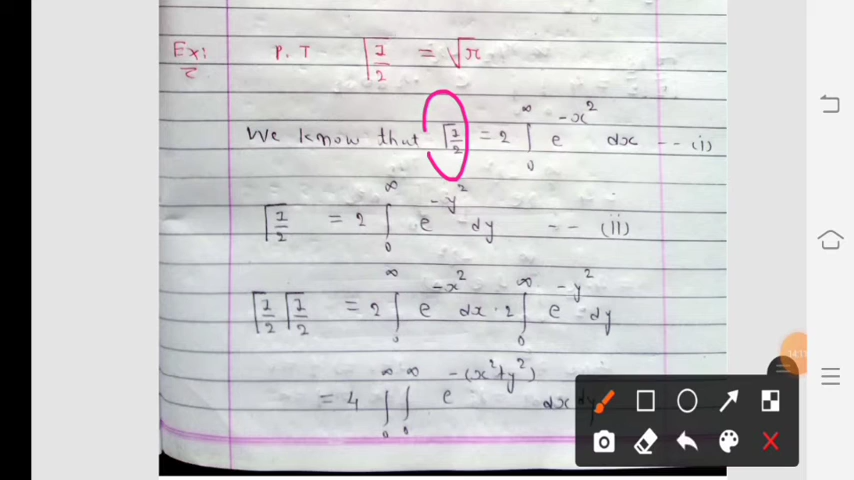 Ex:
2
P.T Γ1/2 = √π
We know that Γ1/2 = 2 ∫₀^∞ e^-x² dx -- (i)
Γ1/2 = 2 ∫₀^∞ e^-y² dy -- (ii)
Γ1/2 Γ1/2 = 2 ∫₀^∞ e^-x² dx · 2 ∫₀^∞ e^-y² dy
= 4 ∫₀^∞ ∫₀^∞ e^-(x²+y²) dx dy